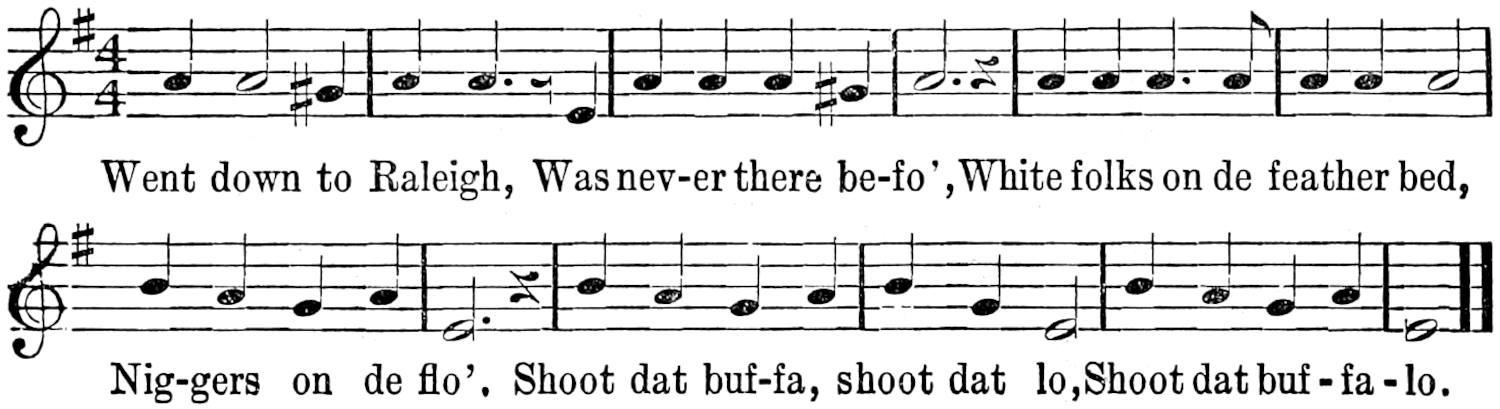 4
4
Went down to Raleigh, Was nev-er there be-fo', White folks on de feather bed,
Nig-gers on de flo'. Shoot dat buf-fa, shoot dat lo, Shoot dat buf-fa-lo.